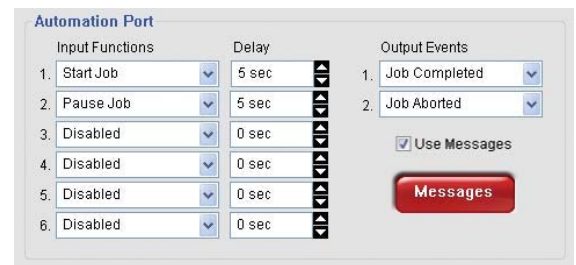 Automation Port
Input Functions Delay Output Events
1. Start Job 5 sec 1. Job Completed
2. Pause Job 5 sec 2. Job Aborted
3. Disabled 0 sec
Use Messages
4. Disabled 0 sec
Messages
5. Disabled 0 sec
6. Disabled 0 sec